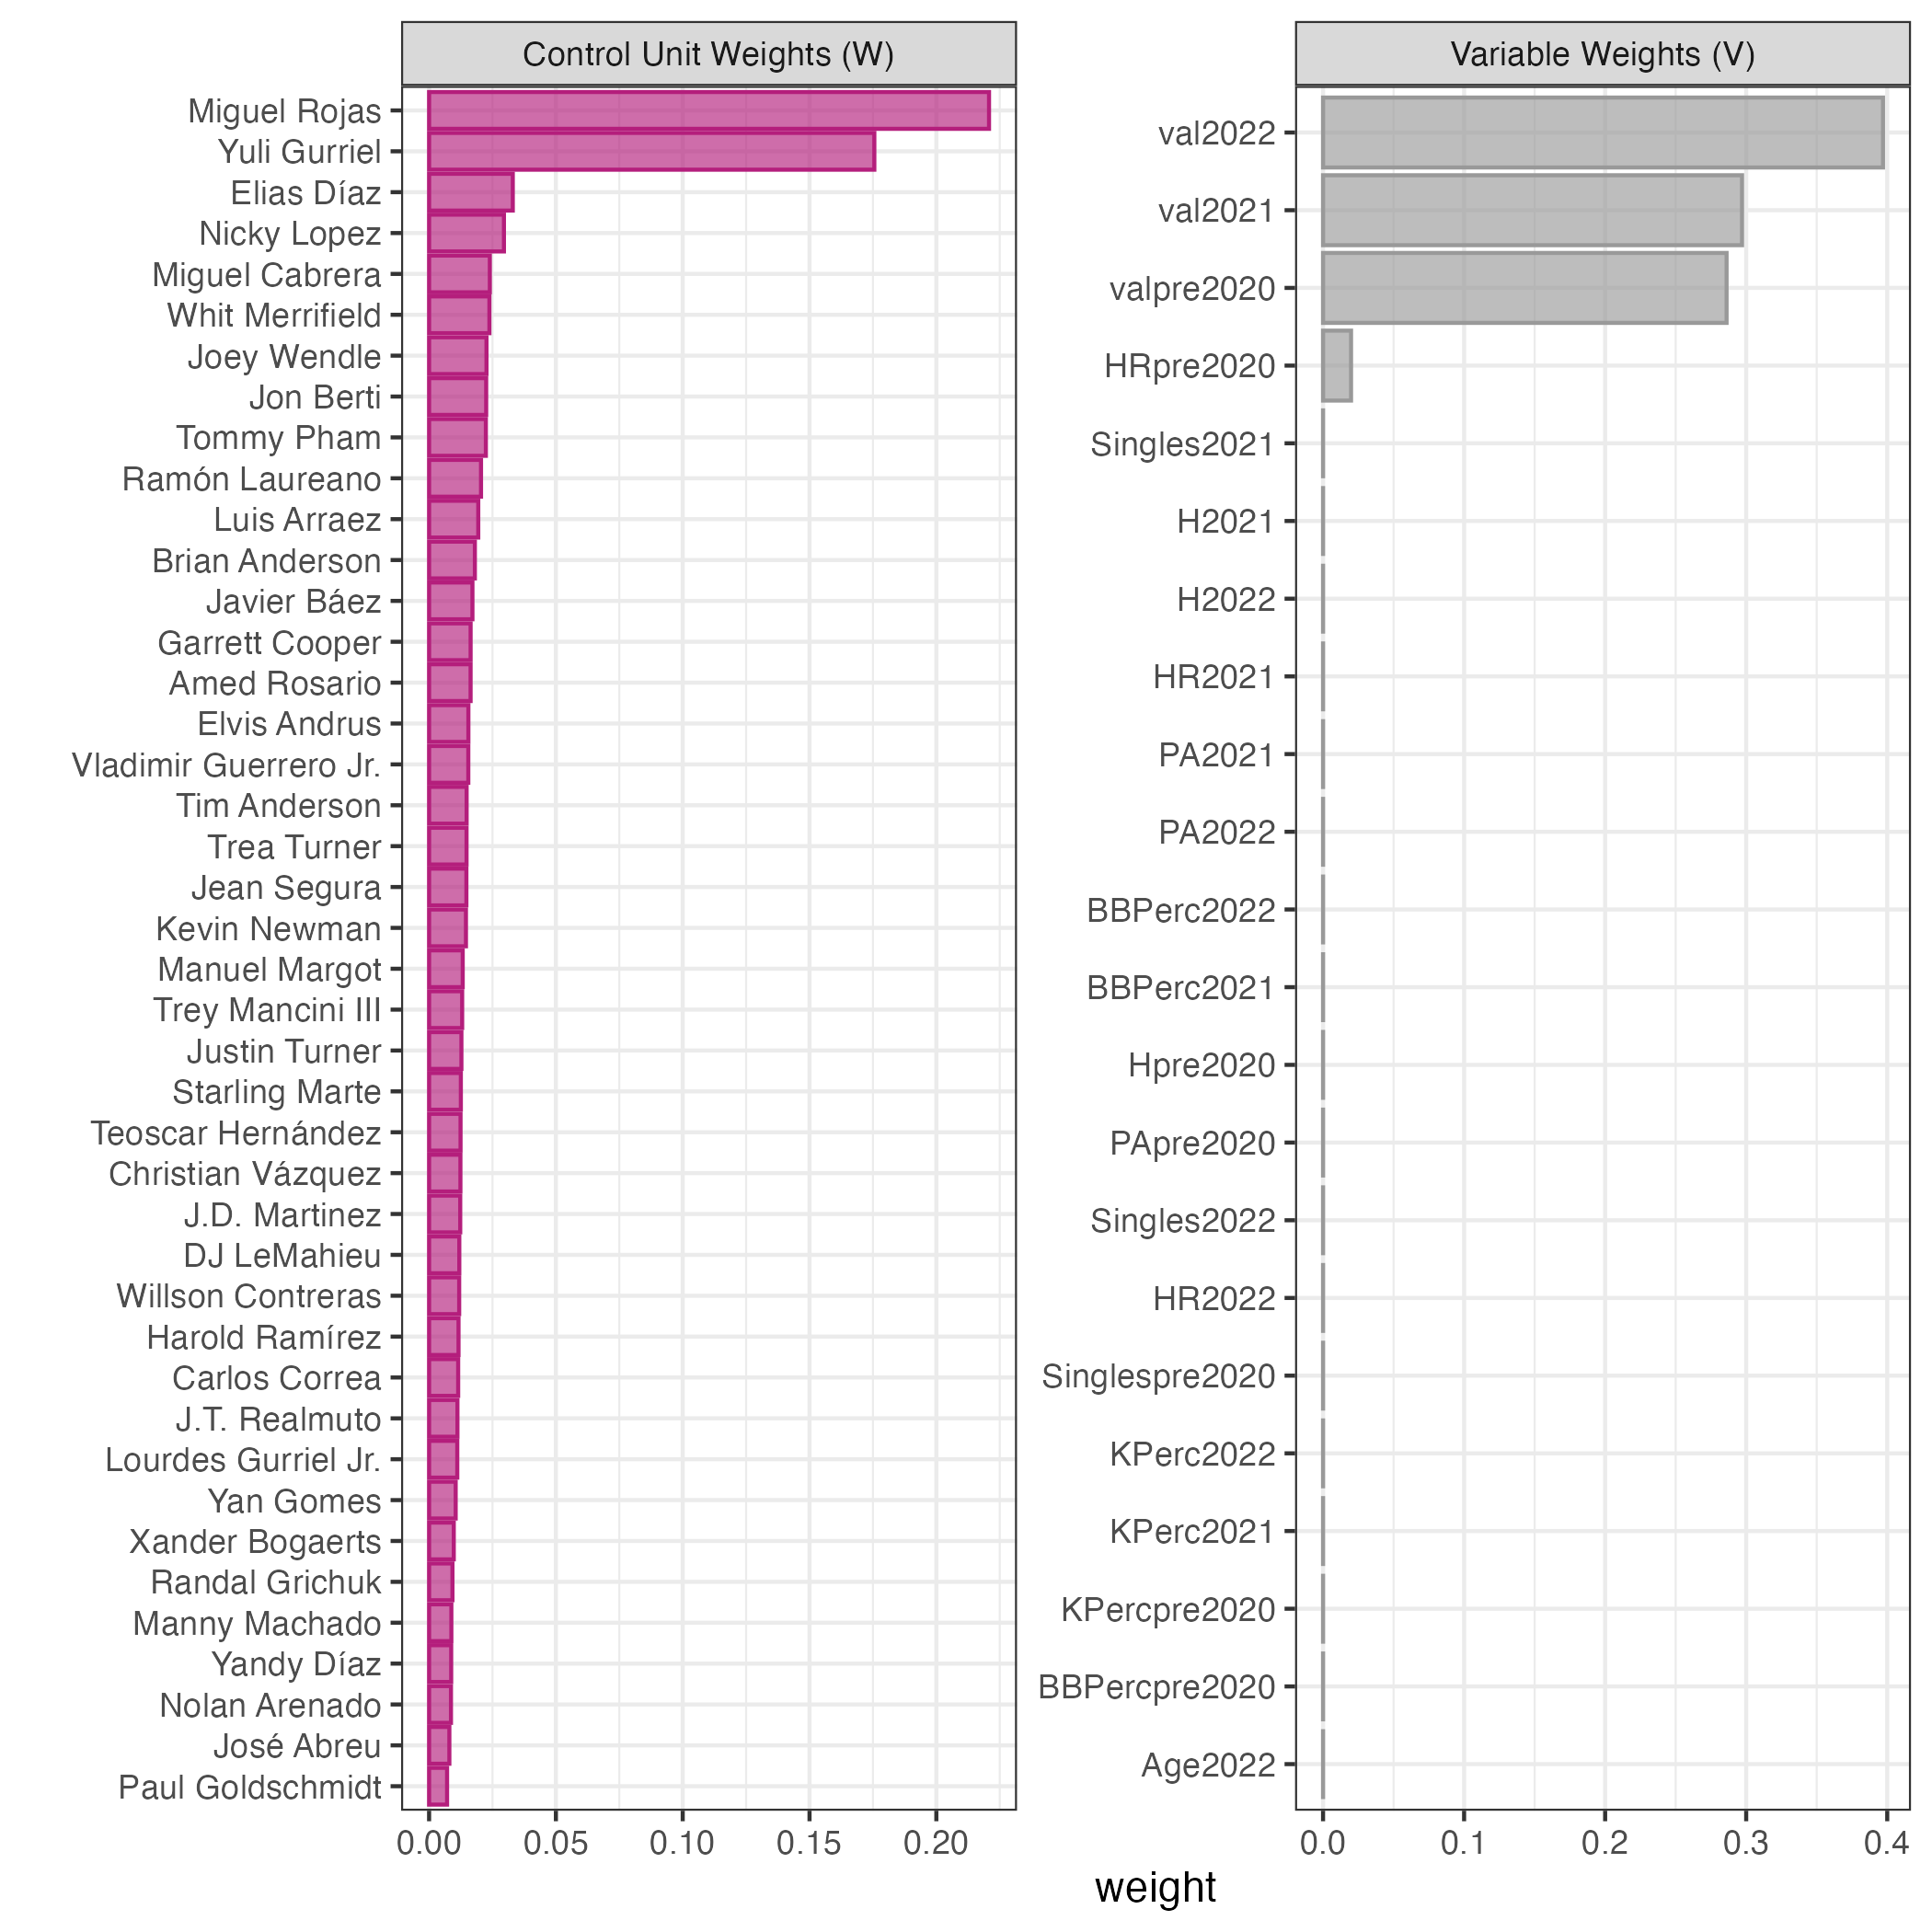 Control Unit Weights (W)
Miguel Rojas
Yuli Gurriel
Elias Díaz
Nicky Lopez
Miguel Cabrera
Whit Merrifield
Joey Wendle
Jon Berti
Tommy Pham
Ramón Laureano
Luis Arraez
Brian Anderson
Javier Báez
Garrett Cooper
Amed Rosario
Elvis Andrus
Vladimir Guerrero Jr.
Tim Anderson
Trea Turner
Jean Segura
Kevin Newman
Manuel Margot
Trey Mancini III
Justin Turner
Starling Marte
Teoscar Hernández
Christian Vázquez
J.D. Martinez
DJ LeMahieu
Willson Contreras
Harold Ramírez
Carlos Correa
J.T. Realmuto
Lourdes Gurriel Jr.
Yan Gomes
Xander Bogaerts
Randal Grichuk
Manny Machado
Yandy Díaz
Nolan Arenado
José Abreu
Paul Goldschmidt
0.00 0.05 0.10 0.15 0.20
Variable Weights (V)
val2022
val2021
valpre2020
HRpre2020
Singles2021
H2021
H2022
HR2021
PA2021
PA2022
BBPerc2022
BBPerc2021
Hpre2020
PApre2020
Singles2022
HR2022
Singlespre2020
KPerc2022
KPerc2021
KPercpre2020
BBPercpre2020
Age2022
0.0 0.1 0.2 0.3 0.4
weight